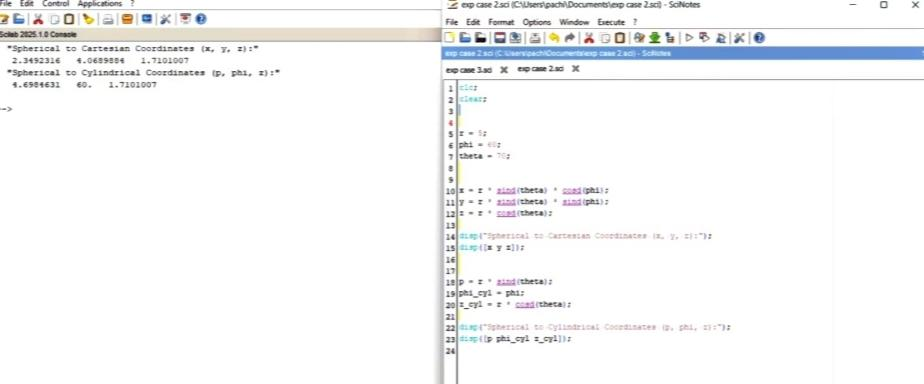 File Edit Control Applications ?
Scilab 2025.1.0 Console
"Spherical to Cartesian Coordinates (x, y, z):"
2.3492316 4.0689884 1.7101007
"Spherical to Cylindrical Coordinates (p, phi, z):"
4.6984631 60. 1.7101007
-->
exp case 2.sci (C:\Users\pachi\Documents\exp case 2.sci) - SciNotes
File Edit Format Options Window Execute ?
exp case 2.sci (C:\Users\pachi\Documents\exp case 2.sci) - SciNotes
exp case 3.sci exp case 2.sci
1 clc;
2 clear;
3
4
5 r = 5;
6 phi = 60;
7 theta = 70;
8
9
10 x = r * sind(theta) * cosd(phi);
11 y = r * sind(theta) * sind(phi);
12 z = r * cosd(theta);
13
14 disp("Spherical to Cartesian Coordinates (x, y, z):");
15 disp([x y z]);
16
17
18 p = r * sind(theta);
19 phi_cyl = phi;
20 z_cyl = r * cosd(theta);
21
22 disp("Spherical to Cylindrical Coordinates (p, phi, z):");
23 disp([p phi_cyl z_cyl]);
24